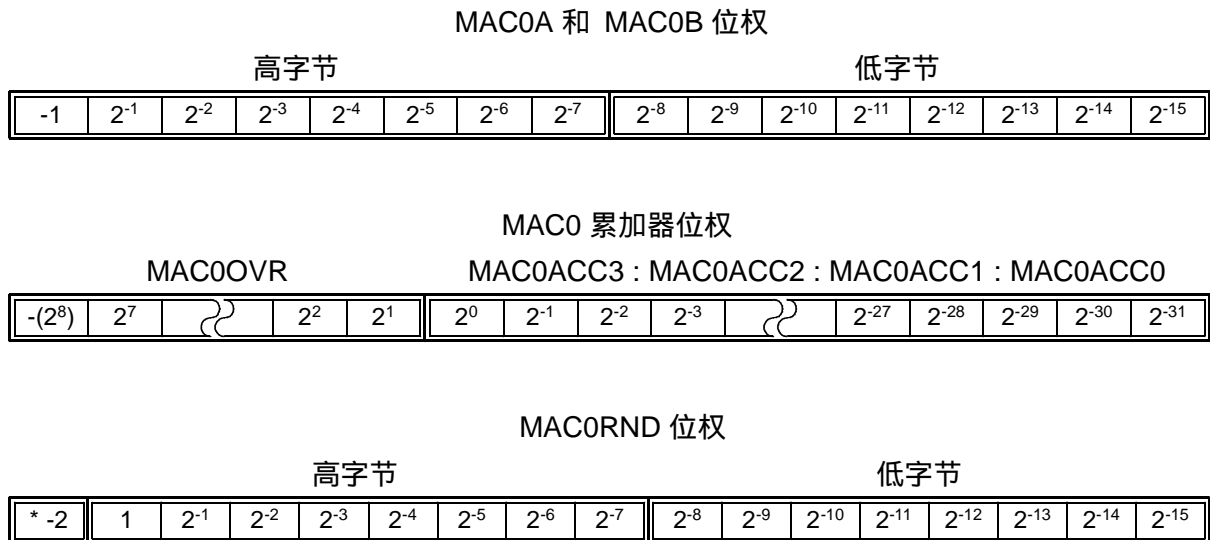 MAC0A 和 MAC0B 位权
高字节 低字节
-1 2-1 2-2 2-3 2-4 2-5 2-6 2-7 2-8 2-9 2-10 2-11 2-12 2-13 2-14 2-15
MAC0 累加器位权
MAC0OVR MAC0ACC3 : MAC0ACC2 : MAC0ACC1 : MAC0ACC0
-(28) 27 22 21 20 2-1 2-2 2-3 2-27 2-28 2-29 2-30 2-31
MAC0RND 位权
高字节 低字节
* -2 1 2-1 2-2 2-3 2-4 2-5 2-6 2-7 2-8 2-9 2-10 2-11 2-12 2-13 2-14 2-15